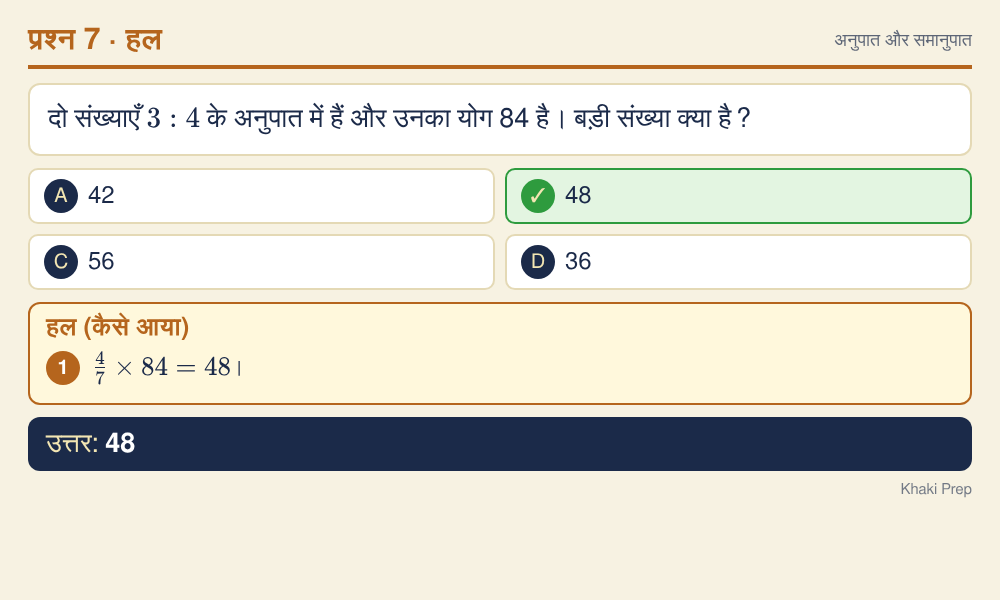 प्रश्न 7 · हल
अनुपात और समानुपात
दो संख्याएँ 3 : 4 के अनुपात में हैं और उनका योग 84 है। बड़ी संख्या क्या है?
A 42
✓ 48
C 56
D 36
हल (कैसे आया)
1 4/7 × 84 = 48।
उत्तर: 48
Khaki Prep